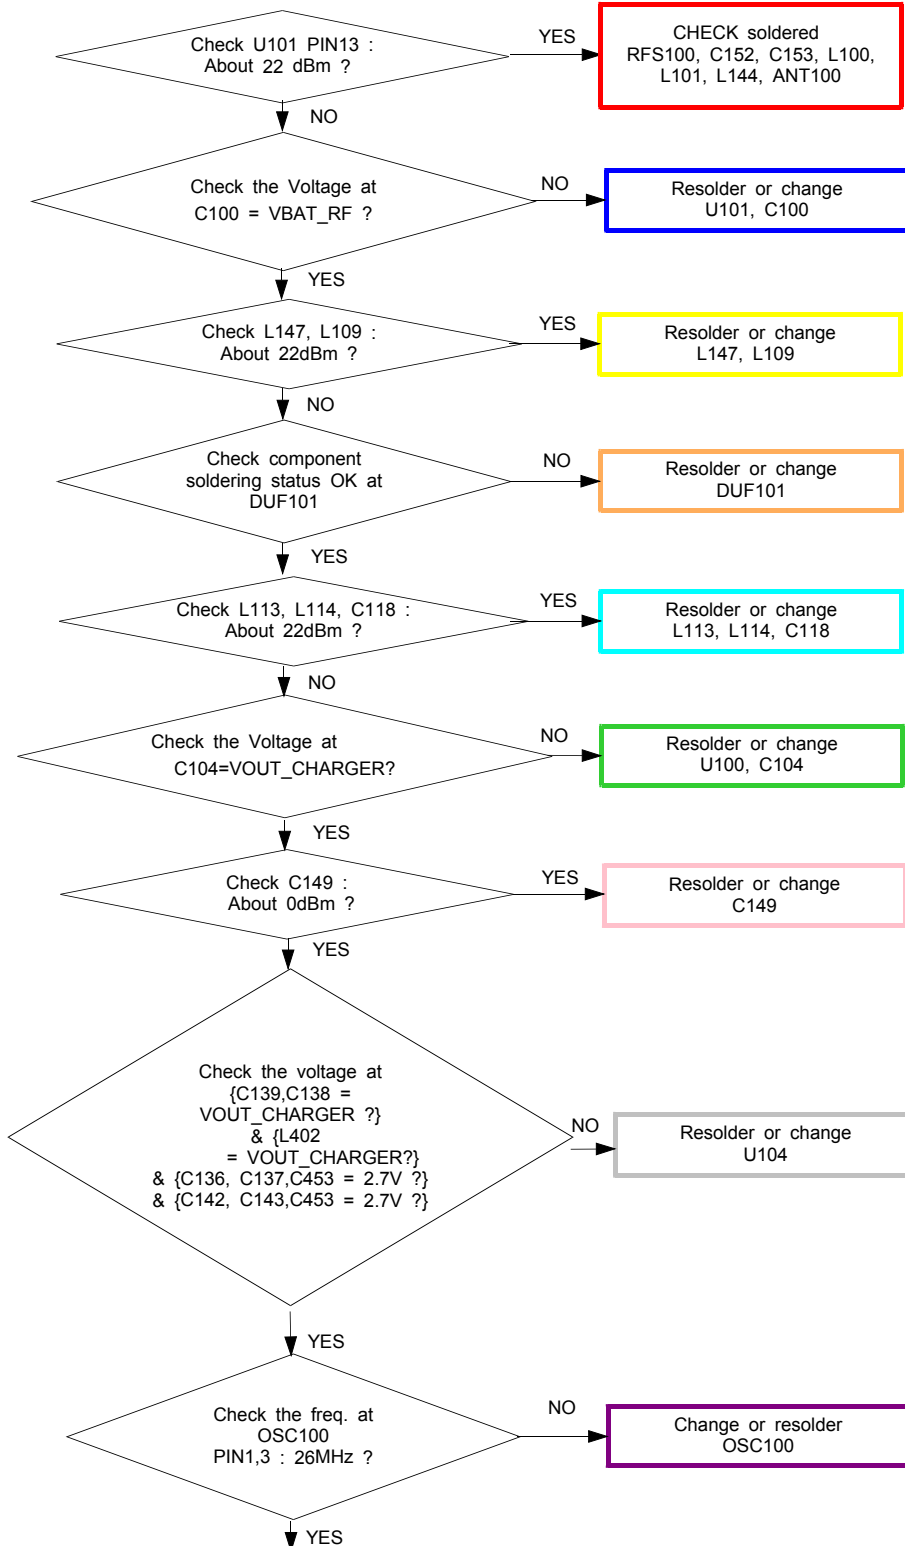 Check U101 PIN13 :
About 22 dBm ?
YES
CHECK soldered
RFS100, C152, C153, L100,
L101, L144, ANT100
NO
Check the Voltage at
C100 = VBAT_RF ?
NO
Resolder or change
U101, C100
YES
Check L147, L109 :
About 22dBm ?
YES
Resolder or change
L147, L109
NO
Check component
soldering status OK at
DUF101
NO
Resolder or change
DUF101
YES
Check L113, L114, C118 :
About 22dBm ?
YES
Resolder or change
L113, L114, C118
NO
Check the Voltage at
C104=VOUT_CHARGER?
NO
Resolder or change
U100, C104
YES
Check C149 :
About 0dBm ?
YES
Resolder or change
C149
YES
Check the voltage at
{C139,C138 =
VOUT_CHARGER ?}
& {L402
= VOUT_CHARGER?}
& {C136, C137,C453 = 2.7V ?}
& {C142, C143,C453 = 2.7V ?}
NO
Resolder or change
U104
YES
Check the freq. at
OSC100
PIN1,3 : 26MHz ?
NO
Change or resolder
OSC100
YES